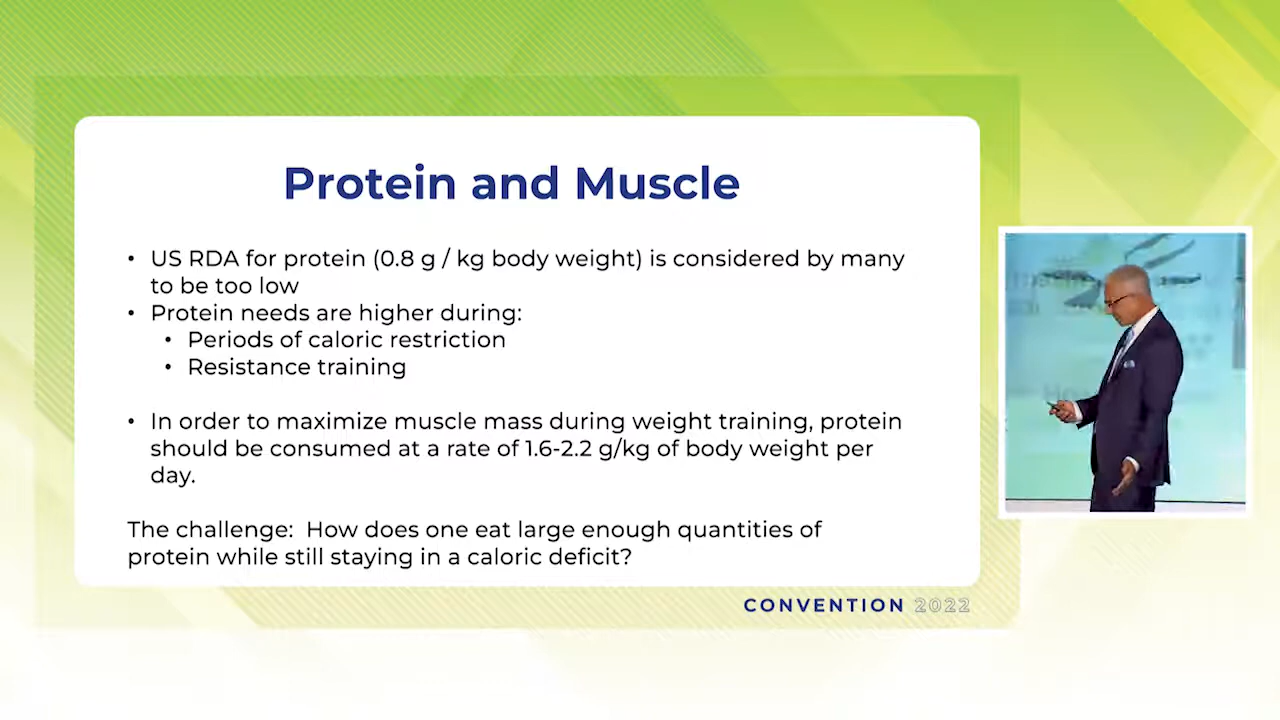 Protein and Muscle
• US RDA for protein (0.8 g / kg body weight) is considered by many
to be too low
• Protein needs are higher during:
• Periods of caloric restriction
• Resistance training
• In order to maximize muscle mass during weight training, protein
should be consumed at a rate of 1.6-2.2 g/kg of body weight per
day.
The challenge:  How does one eat large enough quantities of
protein while still staying in a caloric deficit?
CONVENTION 2022